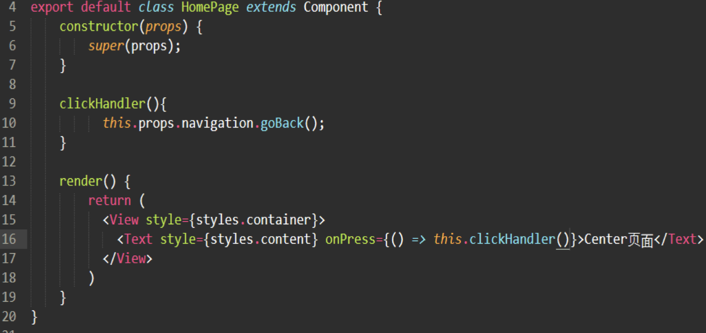 4 export default class HomePage extends Component {
5     constructor(props) {
6         super(props);
7     }
8
9     clickHandler(){
10          this.props.navigation.goBack();
11    }
12
13    render() {
14        return (
15          <View style={styles.container}>
16            <Text style={styles.content} onPress={() => this.clickHandler()}>Center页面</Text>
17          </View>
18        )
19    }
20 }